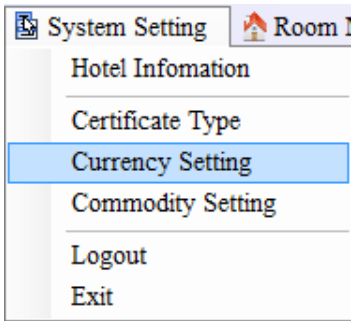 System Setting Room
Hotel Infomation
Certificate Type
Currency Setting
Commodity Setting
Logout
Exit